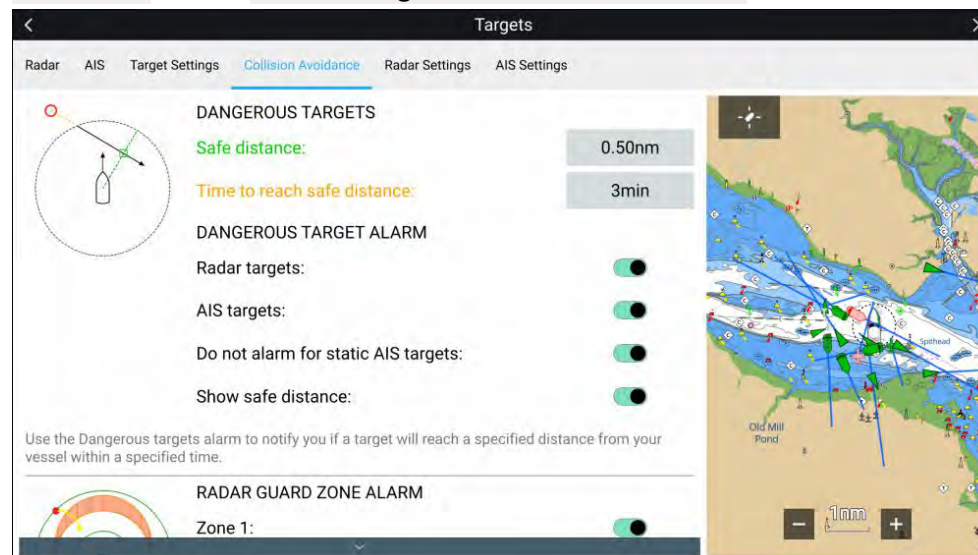 Targets
Radar AIS Target Settings Collision Avoidance Radar Settings AIS Settings
DANGEROUS TARGETS
Safe distance: 0.50nm
Time to reach safe distance: 3min
DANGEROUS TARGET ALARM
Radar targets:
AIS targets:
Do not alarm for static AIS targets:
Show safe distance:
Use the Dangerous targets alarm to notify you if a target will reach a specified distance from your
vessel within a specified time.
RADAR GUARD ZONE ALARM
Zone 1:
Spithead
Old Mill
Pond
1nm